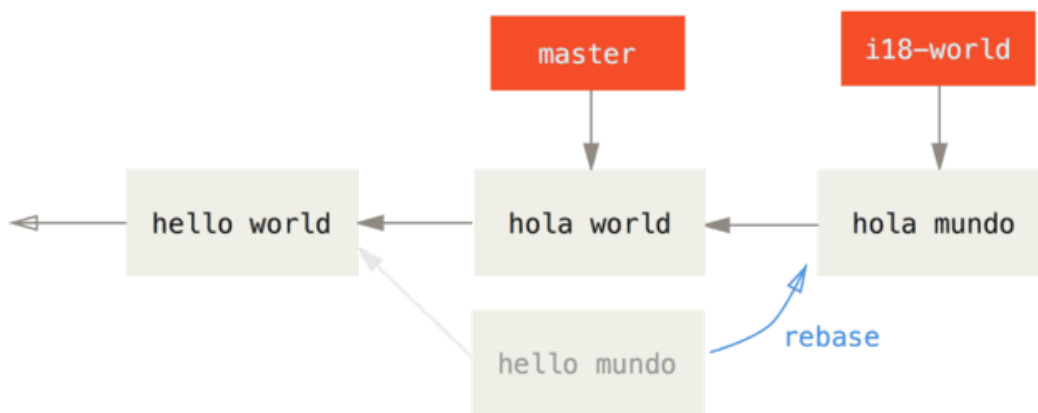 master
i18-world
hello world
hola world
hola mundo
hello mundo
rebase